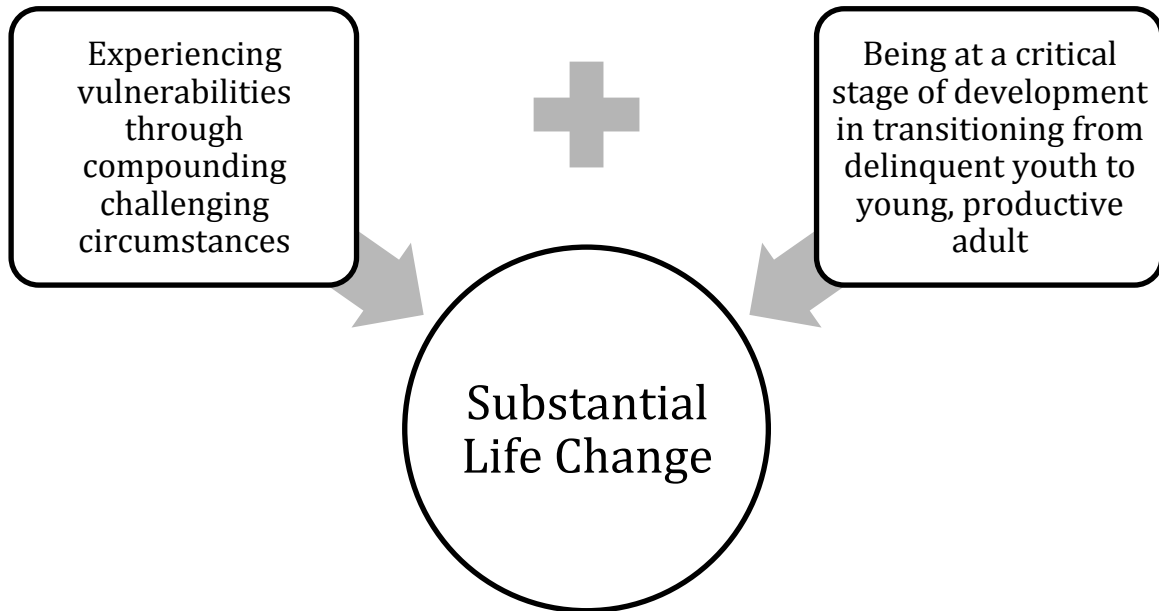 Experiencing
vulnerabilities
through
compounding
challenging
circumstances
Being at a critical
stage of development
in transitioning from
delinquent youth to
young, productive
adult
Substantial
Life Change